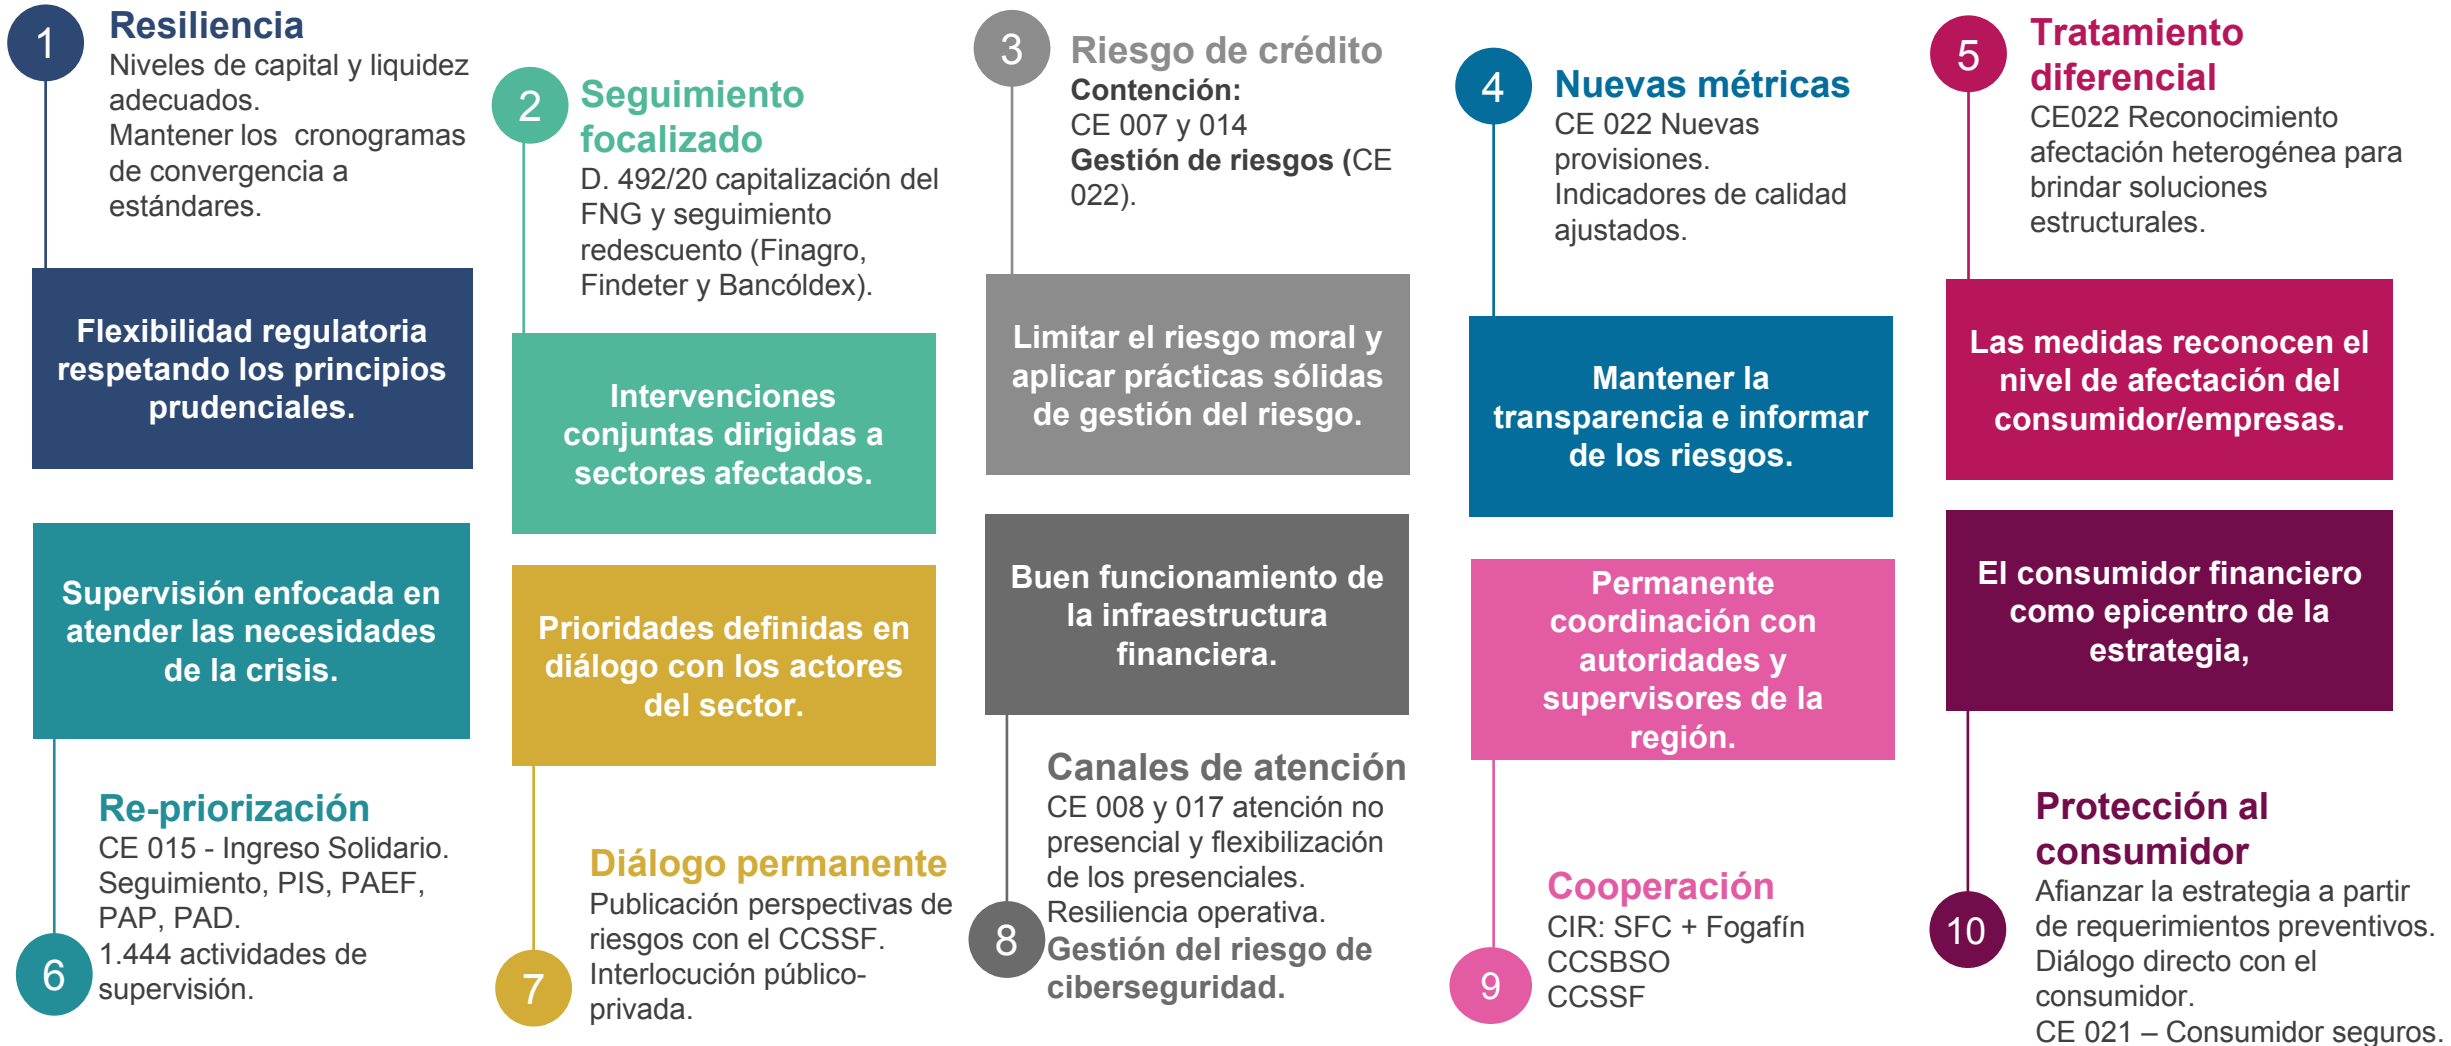 1
Resiliencia
Niveles de capital y liquidez
adecuados.
Mantener los cronogramas
de convergencia a
estándares.
Flexibilidad regulatoria
respetando los principios
prudenciales.
2
Seguimiento
focalizado
D. 492/20 capitalización del
FNG y seguimiento
redescuento (Finagro,
Findeter y Bancóldex).
Intervenciones
conjuntas dirigidas a
sectores afectados.
3
Riesgo de crédito
Contención:
CE 007 y 014
Gestión de riesgos (CE
022).
Limitar el riesgo moral y
aplicar prácticas sólidas
de gestión del riesgo.
4
Nuevas métricas
CE 022 Nuevas
provisiones.
Indicadores de calidad
ajustados.
Mantener la
transparencia e informar
de los riesgos.
5
Tratamiento
diferencial
CE022 Reconocimiento
afectación heterogénea para
brindar soluciones
estructurales.
Las medidas reconocen el
nivel de afectación del
consumidor/empresas.
Supervisión enfocada en
atender las necesidades
de la crisis.
Re-priorización
CE 015 - Ingreso Solidario.
Seguimiento, PIS, PAEF,
PAP, PAD.
1.444 actividades de
supervisión.
6
Prioridades definidas en
diálogo con los actores
del sector.
Diálogo permanente
Publicación perspectivas de
riesgos con el CCSSF.
Interlocución público-
privada.
7
Buen funcionamiento de
la infraestructura
financiera.
Canales de atención
CE 008 y 017 atención no
presencial y flexibilización
de los presenciales.
Resiliencia operativa.
Gestión del riesgo de
ciberseguridad.
8
Permanente
coordinación con
autoridades y
supervisores de la
región.
Cooperación
CIR: SFC + Fogafín
CCSBSO
CCSSF
9
El consumidor financiero
como epicentro de la
estrategia,
Protección al
consumidor
Afianzar la estrategia a partir
de requerimientos preventivos.
Diálogo directo con el
consumidor.
CE 021 – Consumidor seguros.
10